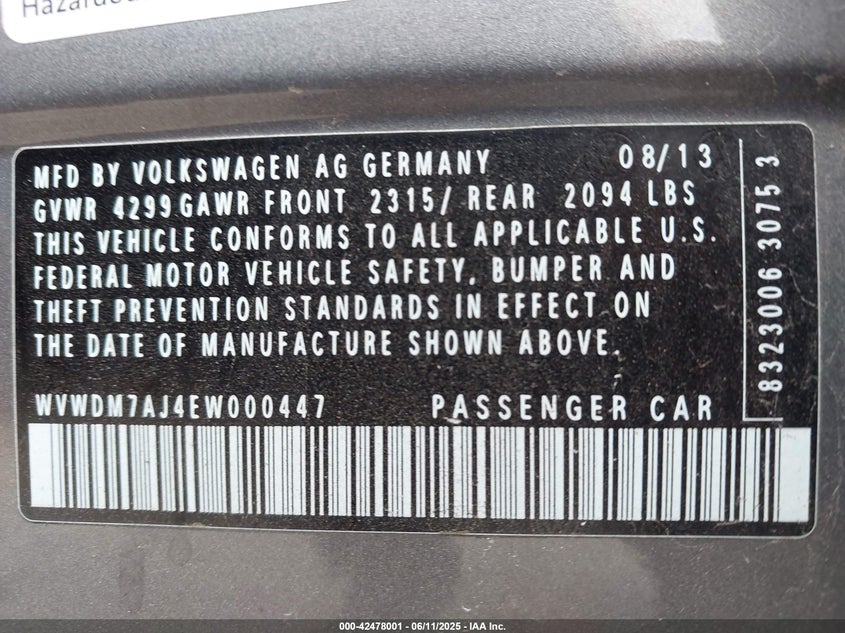 MFD BY VOLKSWAGEN AG GERMANY 08/13
GVWR 4299 GAWR FRONT 2315/ REAR 2094 LBS
THIS VEHICLE CONFORMS TO ALL APPLICABLE U.S.
FEDERAL MOTOR VEHICLE SAFETY, BUMPER AND
THEFT PREVENTION STANDARDS IN EFFECT ON
THE DATE OF MANUFACTURE SHOWN ABOVE.
WVWDM7AJ4EW000447 PASSENGER CAR
8323006 3075 3
000-42478001 - 06/11/2025 - IAA Inc.